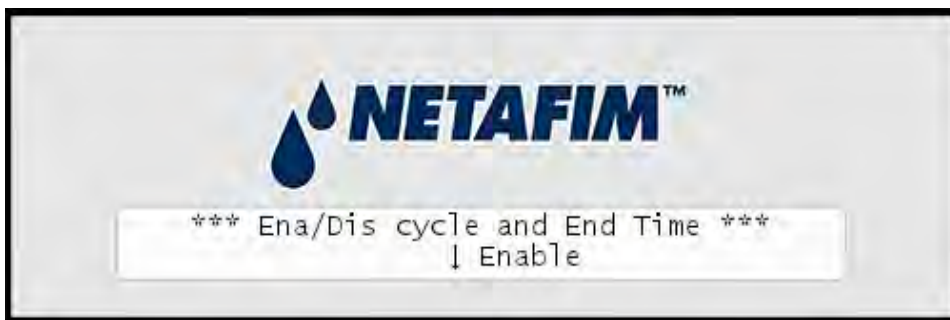 NETAFIM™
*** Ena/Dis cycle and End Time ***
↓ Enable